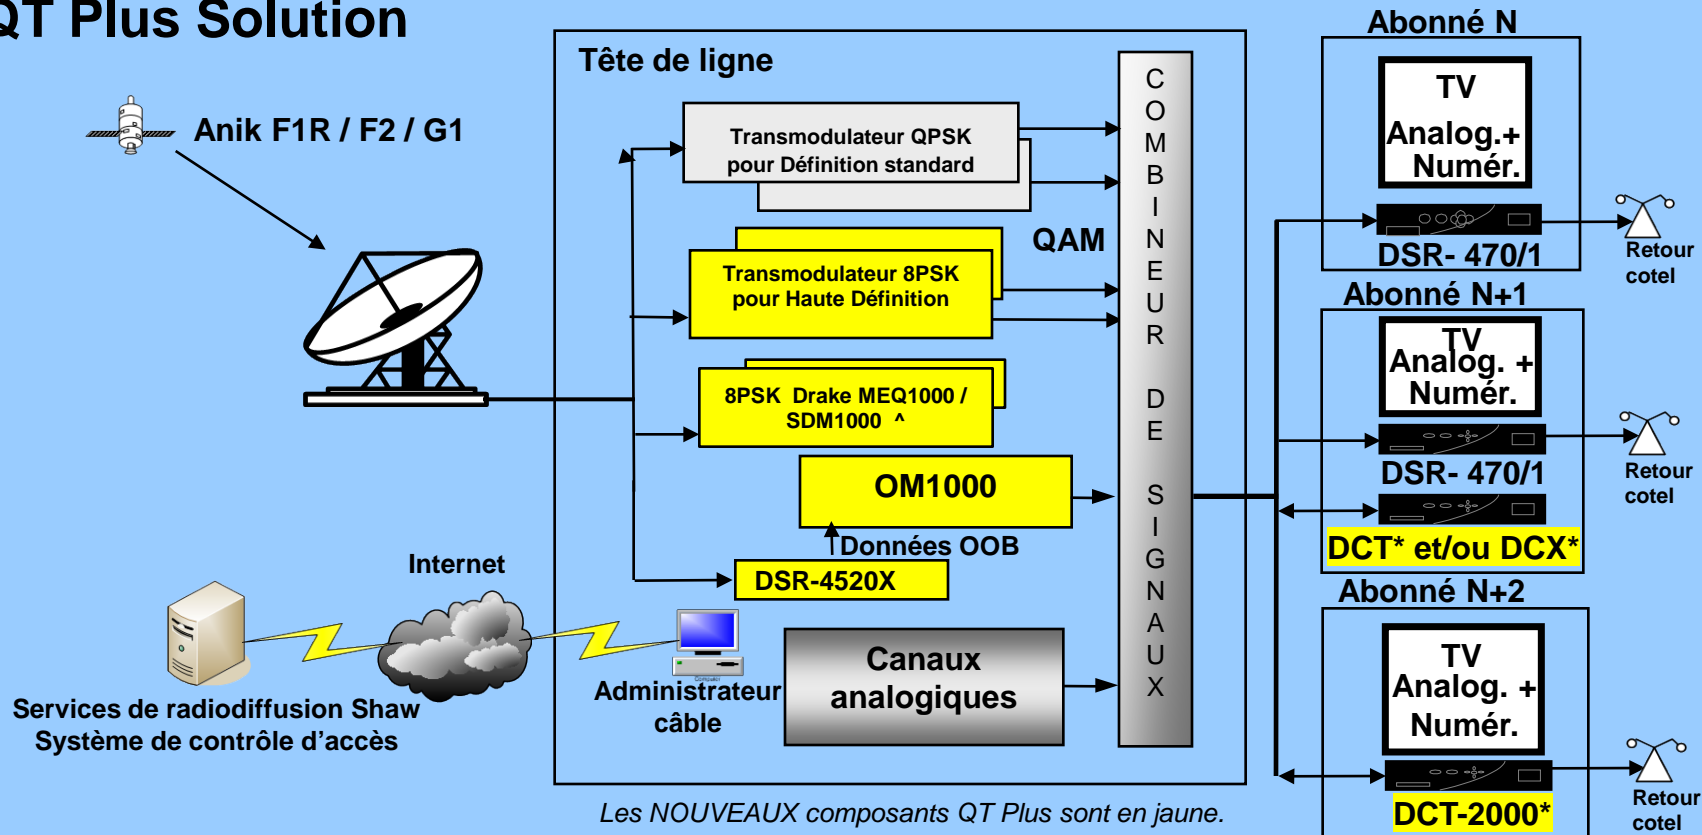 QT Plus Solution
Anik F1R / F2 / G1
Tête de ligne
Transmodulateur QPSK
pour Définition standard
QAM
Transmodulateur 8PSK
pour Haute Définition
8PSK Drake MEQ1000 /
SDM1000 ^
OM1000
Données OOB
DSR-4520X
Internet
Services de radiodiffusion Shaw
Système de contrôle d’accès
Computer
Administrateur
câble
Canaux
analogiques
COMBINEUR DE SIGNAUX
Abonné N
TV
Analog.+
Numér.
DSR- 470/1
Retour
cotel
Abonné N+1
TV
Analog. +
Numér.
DSR- 470/1
Retour
cotel
DCT* et/ou DCX*
Abonné N+2
TV
Analog. +
Numér.
DCT-2000*
Retour
cotel
Les NOUVEAUX composants QT Plus sont en jaune.